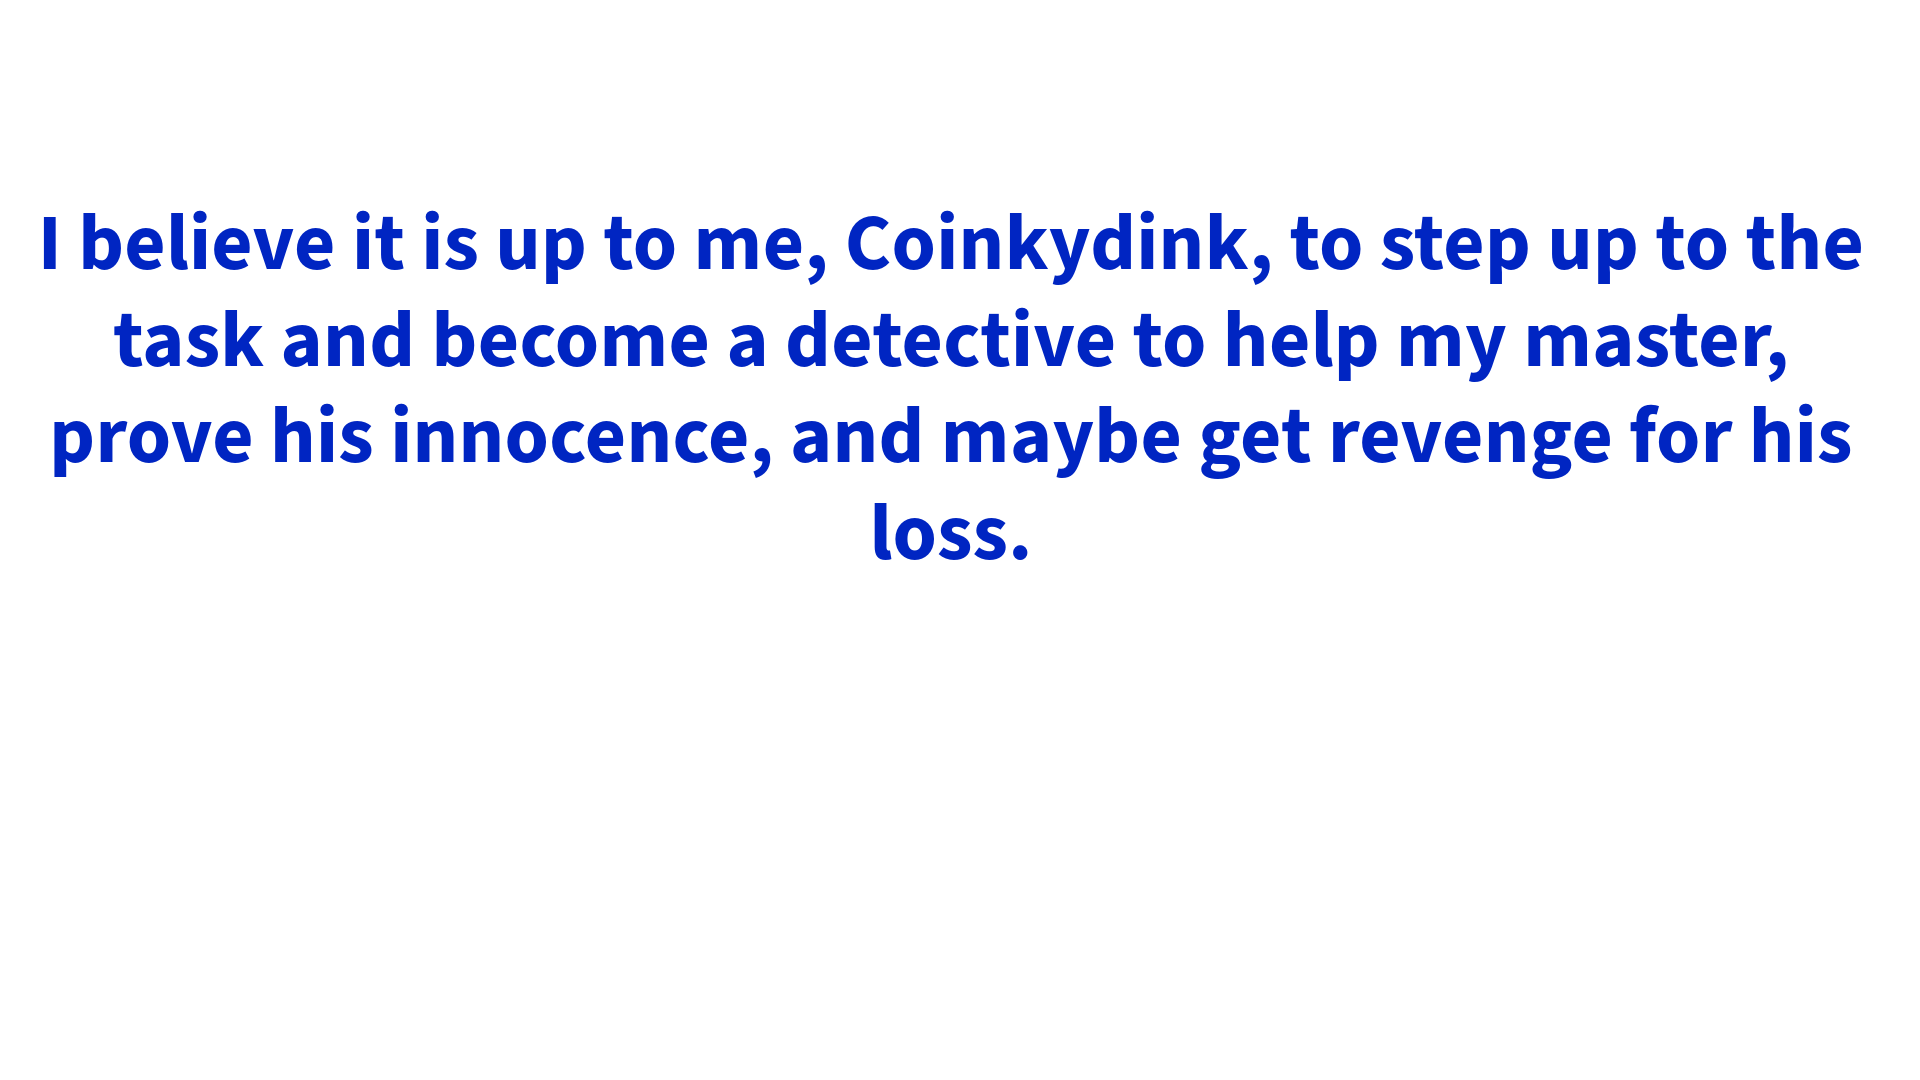 I believe it is up to me, Coinkydink, to step up to the
task and become a detective to help my master,
prove his innocence, and maybe get revenge for his
loss.